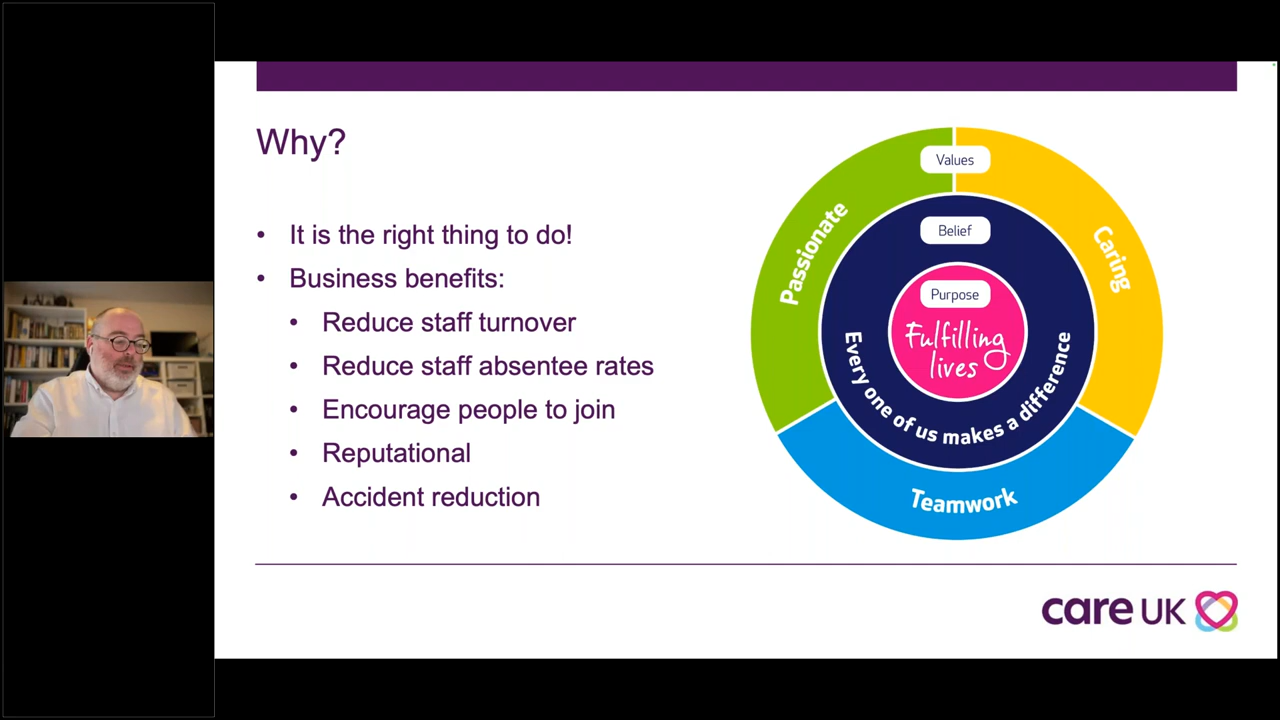 Why?
• It is the right thing to do!
• Business benefits:
• Reduce staff turnover
• Reduce staff absentee rates
• Encourage people to join
• Reputational
• Accident reduction
Values
Passionate
Caring
Teamwork
Belief
Every one of us makes a difference
Purpose
Fulfilling
lives
care UK